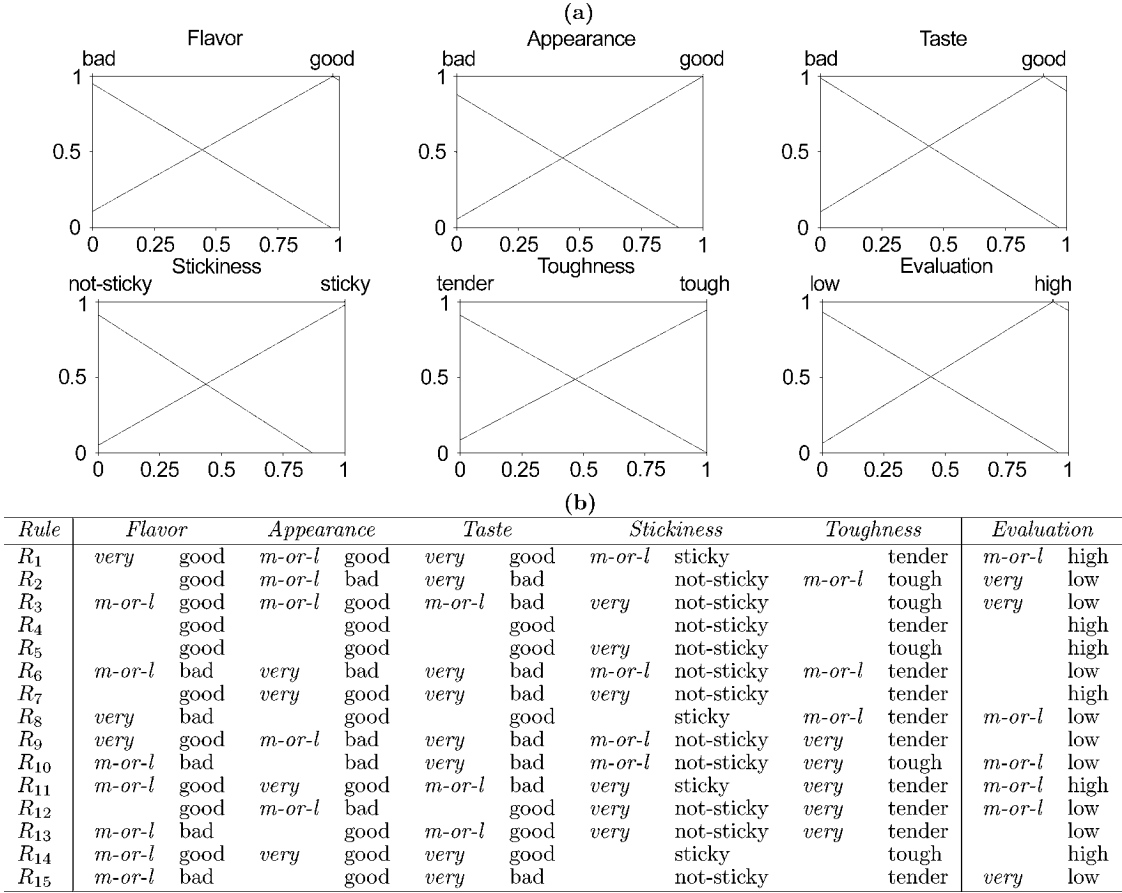 (a)
Flavor Appearance Taste
bad good bad good bad good
1 1 1
0.5 0.5 0.5
0 0 0
0 0.25 0.5 0.75 1 0 0.25 0.5 0.75 1 0 0.25 0.5 0.75 1
Stickiness Toughness Evaluation
not-sticky sticky tender tough low high
1 1 1
0.5 0.5 0.5
0 0 0
0 0.25 0.5 0.75 1 0 0.25 0.5 0.75 1 0 0.25 0.5 0.75 1
(b)
Rule Flavor Appearance Taste Stickiness Toughness Evaluation
R1 very good m-or-l good very good m-or-l sticky tender m-or-l high
R2 good m-or-l bad very bad not-sticky m-or-l tough very low
R3 m-or-l good m-or-l good m-or-l bad very not-sticky tough very low
R4 good good good not-sticky tender high
R5 good good good very not-sticky tough high
R6 m-or-l bad very bad very bad m-or-l not-sticky m-or-l tender low
R7 good very good very bad very not-sticky tender high
R8 very bad good good sticky m-or-l tender m-or-l low
R9 very good m-or-l bad very bad m-or-l not-sticky very tender low
R10 m-or-l bad bad very bad m-or-l not-sticky very tough m-or-l low
R11 m-or-l good very good m-or-l bad very sticky very tender m-or-l high
R12 good m-or-l bad good very not-sticky very tender m-or-l low
R13 m-or-l bad good m-or-l good very not-sticky very tender low
R14 m-or-l good very good very good sticky tough high
R15 m-or-l bad good very bad not-sticky tender very low